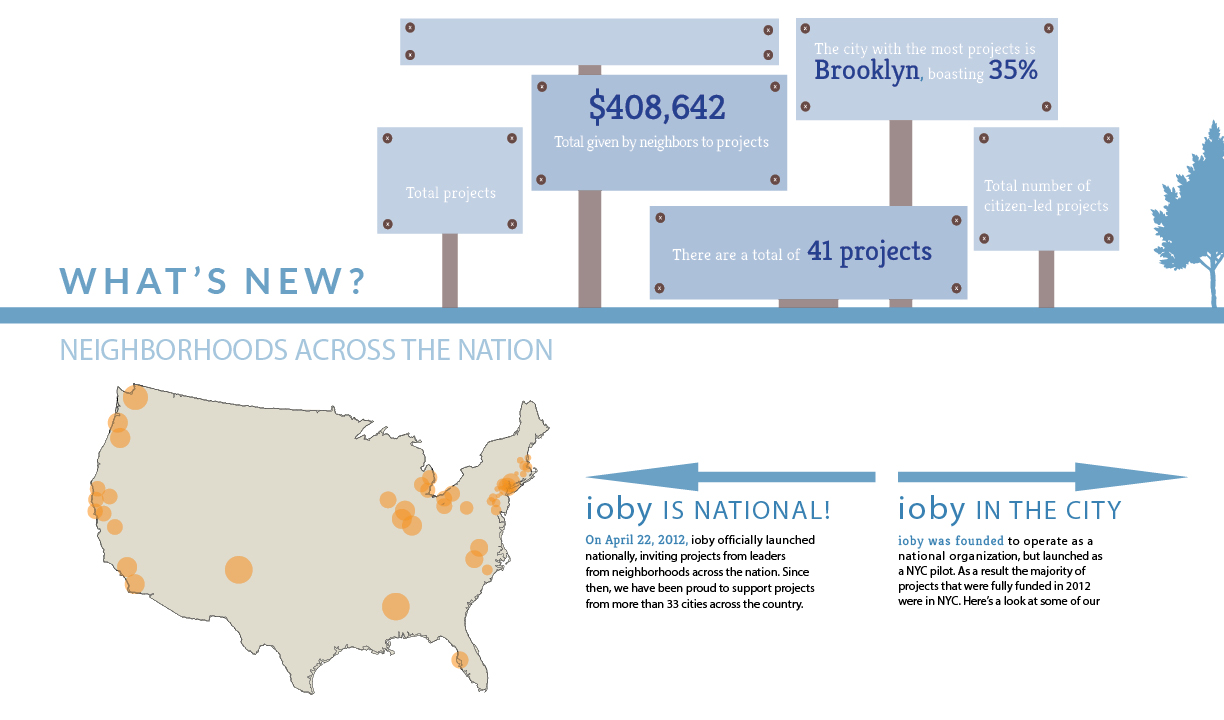 The city with the most projects is
Brooklyn, boasting 35%
$408,642
Total given by neighbors to projects
Total projects
Total number of
citizen-led projects
There are a total of 41 projects
WHAT'S NEW?
NEIGHBORHOODS ACROSS THE NATION
ioby IS NATIONAL!
On April 22, 2012, ioby officially launched
nationally, inviting projects from leaders
from neighborhoods across the nation. Since
then, we have been proud to support projects
from more than 33 cities across the country.
ioby IN THE CITY
ioby was founded to operate as a
national organization, but launched as
a NYC pilot. As a result the majority of
projects that were fully funded in 2012
were in NYC. Here's a look at some of our